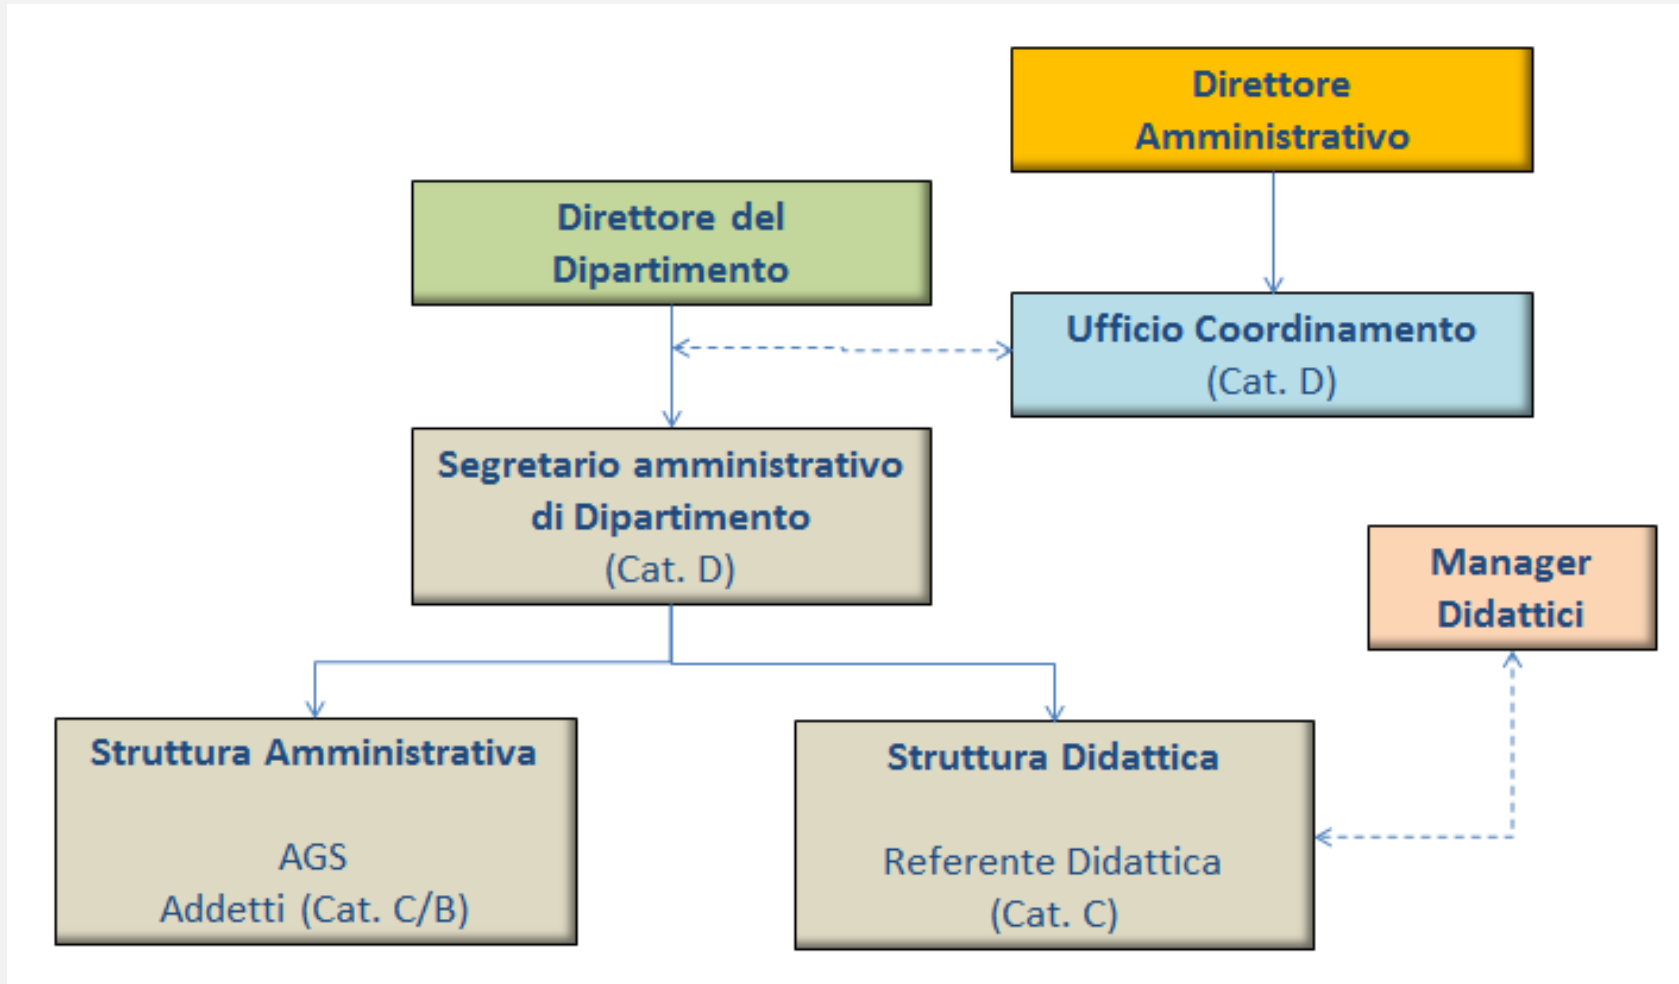 Direttore
Amministrativo
Direttore del
Dipartimento
Ufficio Coordinamento
(Cat. D)
Segretario amministrativo
di Dipartimento
(Cat. D)
Manager
Didattici
Struttura Amministrativa
AGS
Addetti (Cat. C/B)
Struttura Didattica
Referente Didattica
(Cat. C)